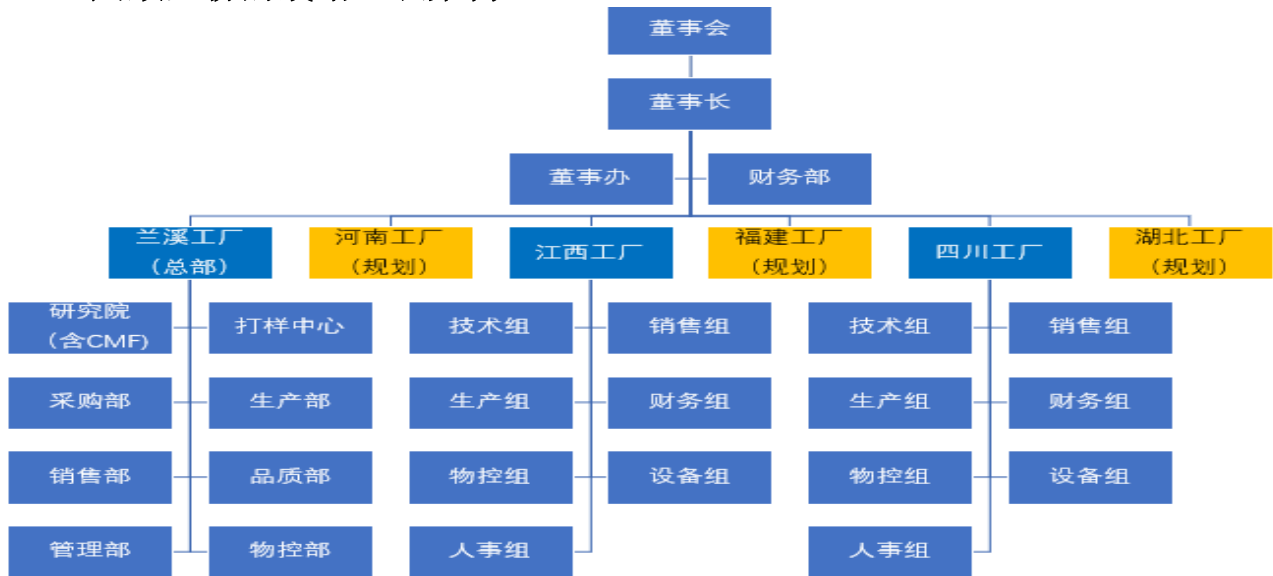 董事会
董事长
董事办
财务部
兰溪工厂
（总部）
河南工厂
（规划）
江西工厂
福建工厂
（规划）
四川工厂
湖北工厂
（规划）
研究院
（含CMF)
打样中心
技术组
销售组
技术组
销售组
采购部
生产部
生产组
财务组
生产组
财务组
销售部
品质部
物控组
设备组
物控组
设备组
管理部
物控部
人事组
人事组